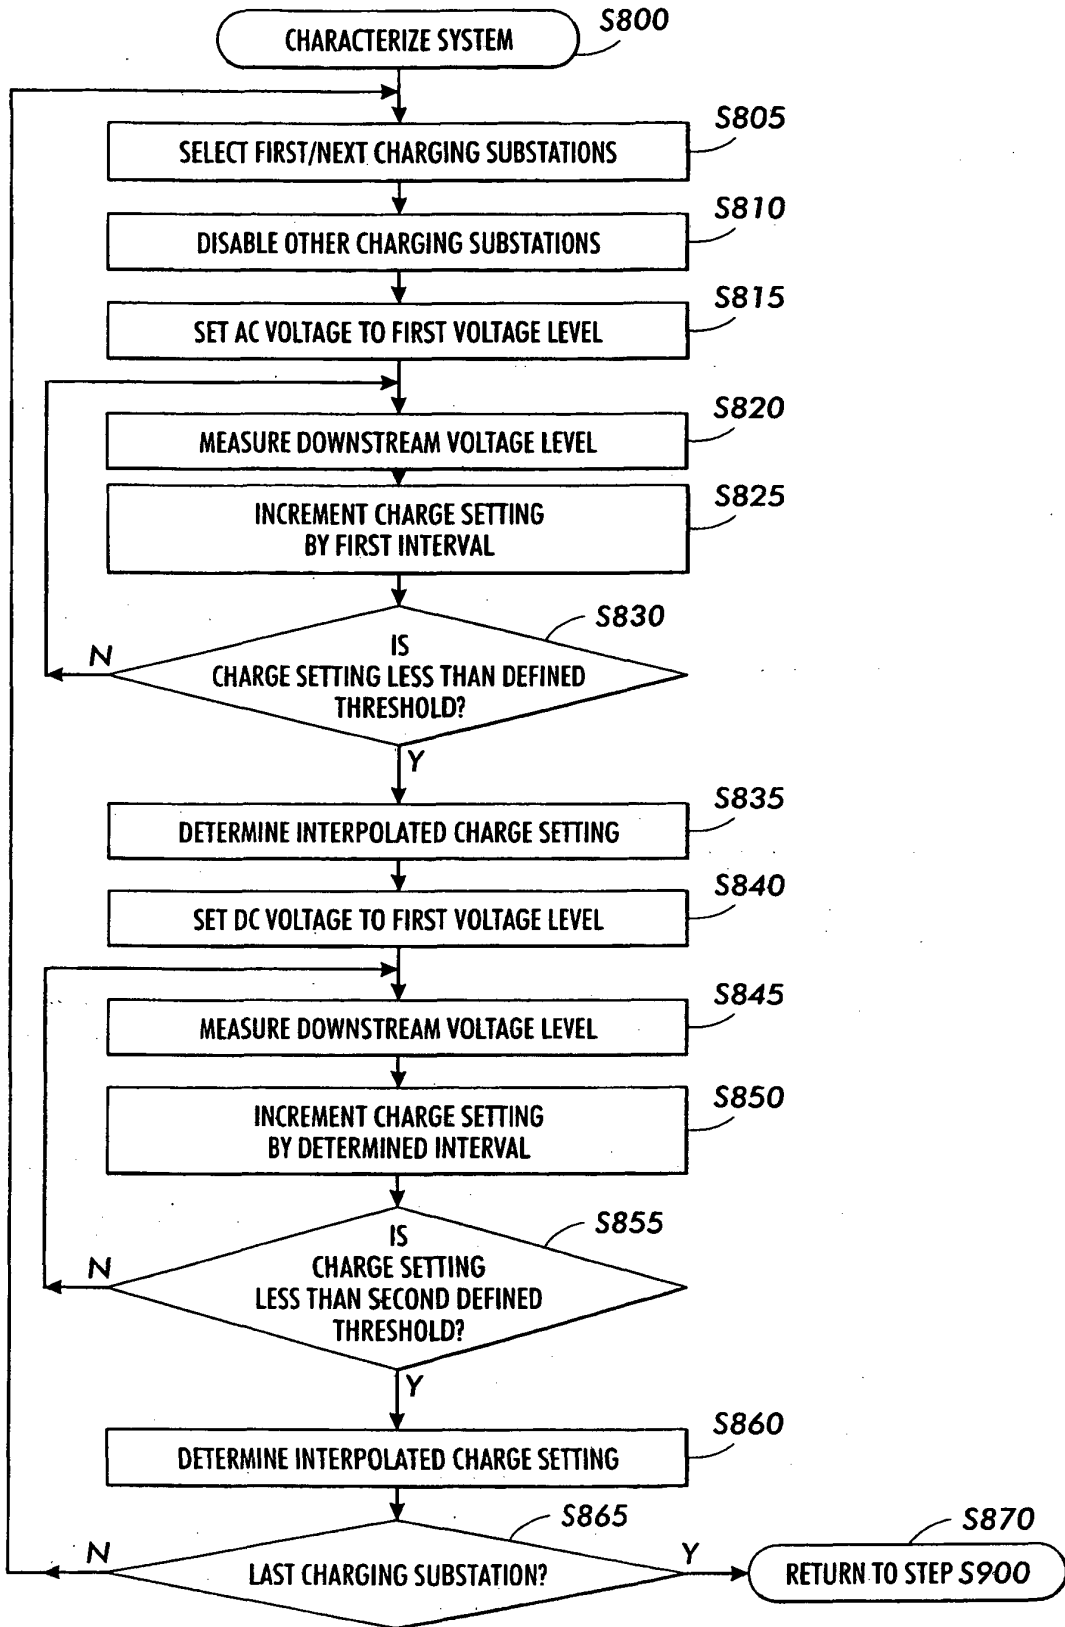 CHARACTERIZE SYSTEM
S800
SELECT FIRST/NEXT CHARGING SUBSTATIONS
S805
DISABLE OTHER CHARGING SUBSTATIONS
S810
SET AC VOLTAGE TO FIRST VOLTAGE LEVEL
S815
MEASURE DOWNSTREAM VOLTAGE LEVEL
S820
INCREMENT CHARGE SETTING
BY FIRST INTERVAL
S825
IS
CHARGE SETTING LESS THAN DEFINED
THRESHOLD?
S830
N
Y
DETERMINE INTERPOLATED CHARGE SETTING
S835
SET DC VOLTAGE TO FIRST VOLTAGE LEVEL
S840
MEASURE DOWNSTREAM VOLTAGE LEVEL
S845
INCREMENT CHARGE SETTING
BY DETERMINED INTERVAL
S850
IS
CHARGE SETTING
LESS THAN SECOND DEFINED
THRESHOLD?
S855
N
Y
DETERMINE INTERPOLATED CHARGE SETTING
S860
LAST CHARGING SUBSTATION?
S865
N
Y
RETURN TO STEP S900
S870